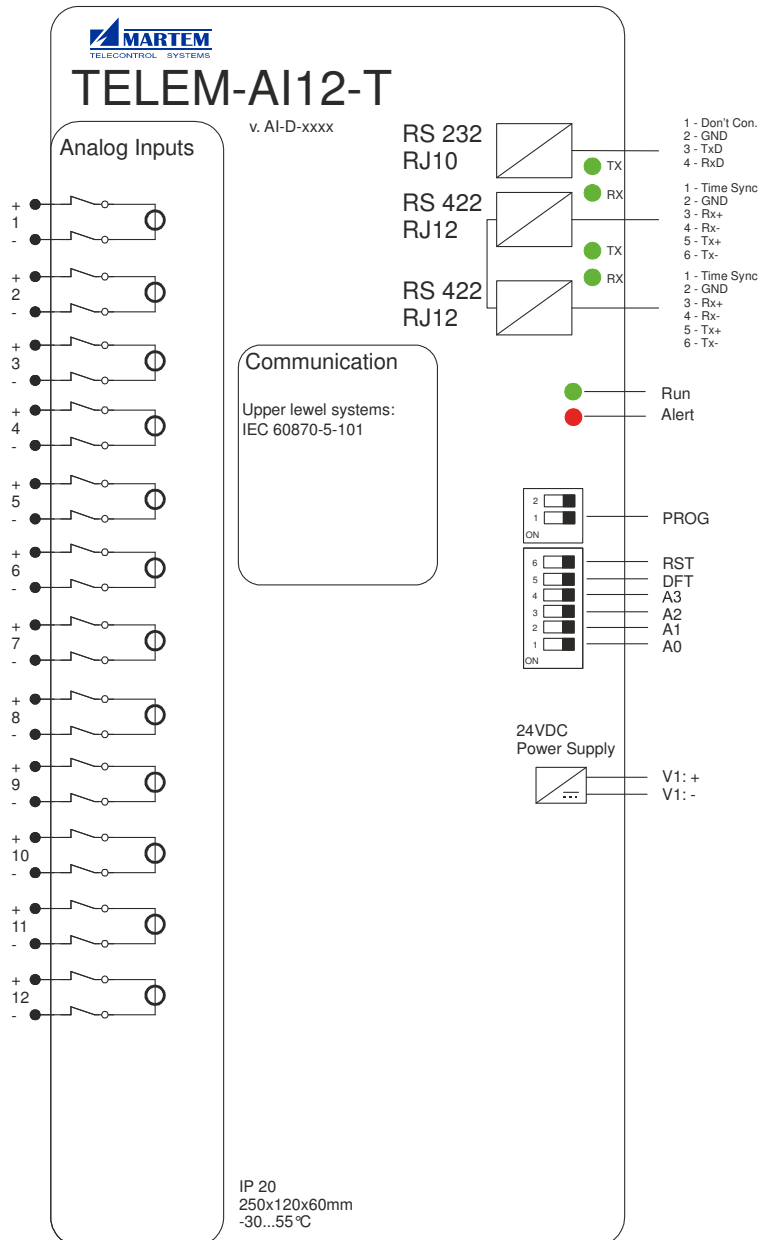 MARTEM
TELECONTROL SYSTEMS
TELEM-AI12-T
v. AI-D-xxxx
Analog Inputs
+
1
-
+
2
-
+
3
-
+
4
-
+
5
-
+
6
-
+
7
-
+
8
-
+
9
-
+
10
-
+
11
-
+
12
-
Communication
Upper lewel systems:
IEC 60870-5-101
RS 232
RJ10
TX
RX
1 - Don't Con.
2 - GND
3 - TxD
4 - RxD
RS 422
RJ12
TX
RX
1 - Time Sync
2 - GND
3 - Rx+
4 - Rx-
5 - Tx+
6 - Tx-
RS 422
RJ12
1 - Time Sync
2 - GND
3 - Rx+
4 - Rx-
5 - Tx+
6 - Tx-
Run
Alert
2
1
ON
PROG
6
5
4
3
2
1
ON
RST
DFT
A3
A2
A1
A0
24VDC
Power Supply
V1: +
V1: -
IP 20
250x120x60mm
-30...55°C